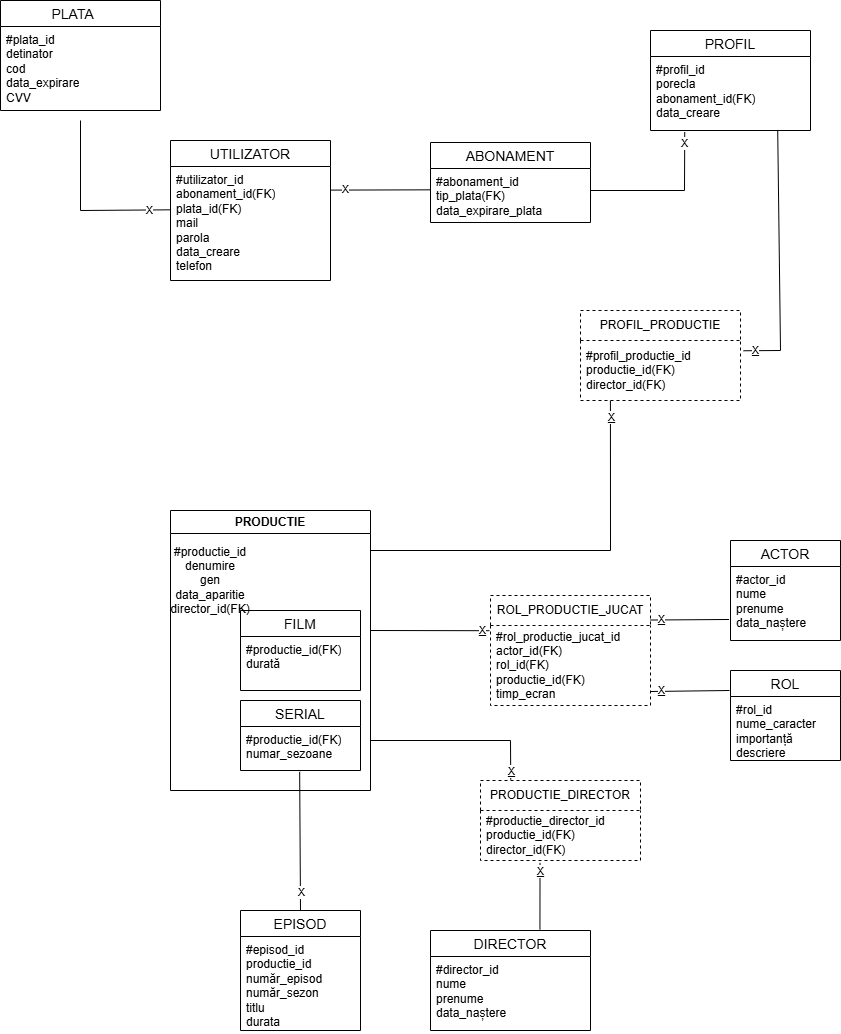 PLATA
#plata_id
detinator
cod
data_expirare
CVV
PROFIL
#profil_id
porecla
abonament_id(FK)
data_creare
X
UTILIZATOR
#utilizator_id
abonament_id(FK)
plata_id(FK)
mail
parola
data_creare
telefon
X
X
ABONAMENT
#abonament_id
tip_plata(FK)
data_expirare_plata
PROFIL_PRODUCTIE
#profil_productie_id
productie_id(FK)
director_id(FK)
X
X
PRODUCTIE
#productie_id
denumire
gen
data_aparitie
director_id(FK)
FILM
#productie_id(FK)
durată
SERIAL
#productie_id(FK)
numar_sezoane
X
ROL_PRODUCTIE_JUCAT
#rol_productie_jucat_id
actor_id(FK)
rol_id(FK)
productie_id(FK)
timp_ecran
X
X
ACTOR
#actor_id
nume
prenume
data_naștere
ROL
#rol_id
nume_caracter
importanță
descriere
X
PRODUCTIE_DIRECTOR
#productie_director_id
productie_id(FK)
director_id(FK)
X
X
EPISOD
#episod_id
productie_id
număr_episod
număr_sezon
titlu
durata
DIRECTOR
#director_id
nume
prenume
data_naștere